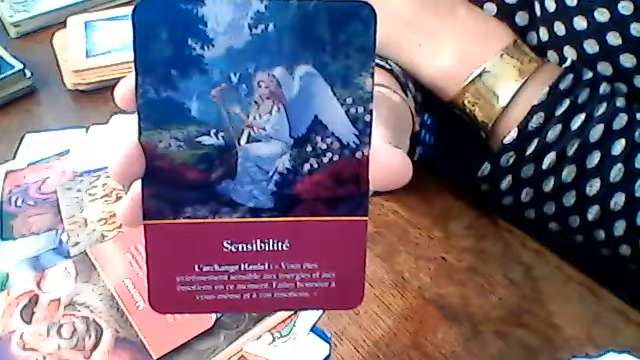 Sensibilité
L'archange Haniel : « Vous êtes
extrêmement sensible aux énergies et aux
émotions en ce moment. Faites honneur à
vous-même et à vos émotions. »